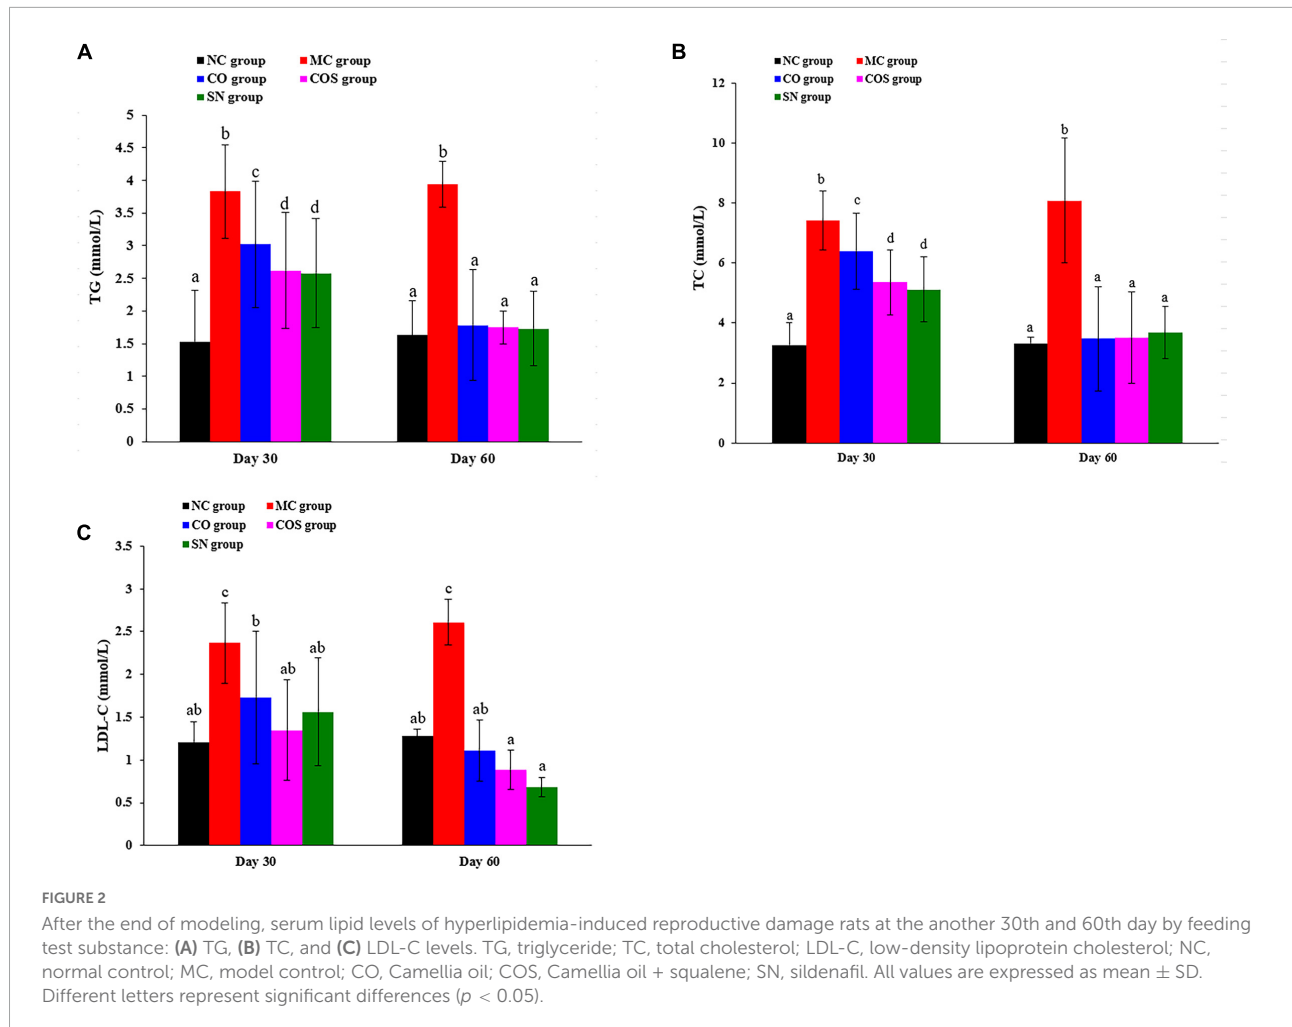 A
NC group MC group
CO group COS group
SN group
TG (mmol/L)
5
4.5
4
3.5
3
2.5
2
1.5
1
0.5
0
a b c d d
a b a a a
Day 30 Day 60
B
NC group MC group
CO group COS group
SN group
TC (mmol/L)
12
10
8
6
4
2
0
a b c d d
a b a a a
Day 30 Day 60
C
NC group MC group
CO group COS group
SN group
LDL-C (mmol/L)
3.5
3
2.5
2
1.5
1
0.5
0
ab c b ab ab
ab c ab a a
Day 30 Day 60
FIGURE 2
After the end of modeling, serum lipid levels of hyperlipidemia-induced reproductive damage rats at the another 30th and 60th day by feeding
test substance: (A) TG, (B) TC, and (C) LDL-C levels. TG, triglyceride; TC, total cholesterol; LDL-C, low-density lipoprotein cholesterol; NC,
normal control; MC, model control; CO, Camellia oil; COS, Camellia oil + squalene; SN, sildenafil. All values are expressed as mean ± SD.
Different letters represent significant differences (p < 0.05).